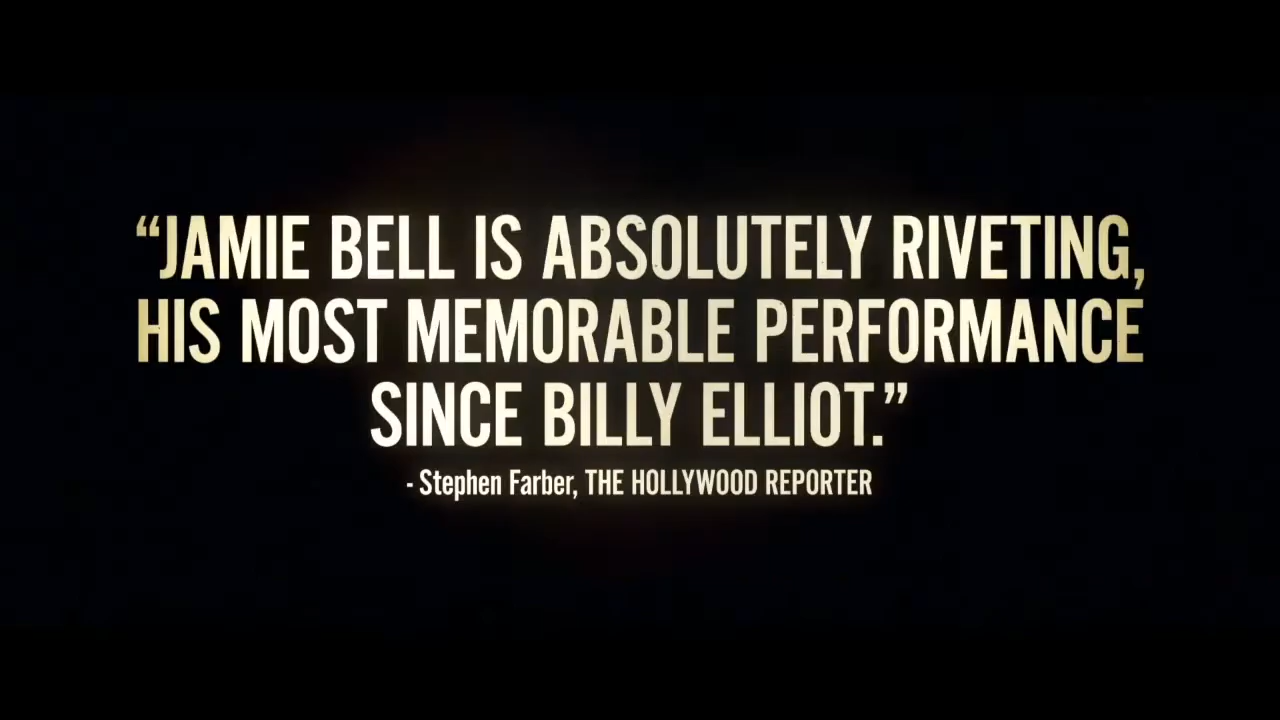 “JAMIE BELL IS ABSOLUTELY RIVETING,
HIS MOST MEMORABLE PERFORMANCE
SINCE BILLY ELLIOT.”
- Stephen Farber, THE HOLLYWOOD REPORTER